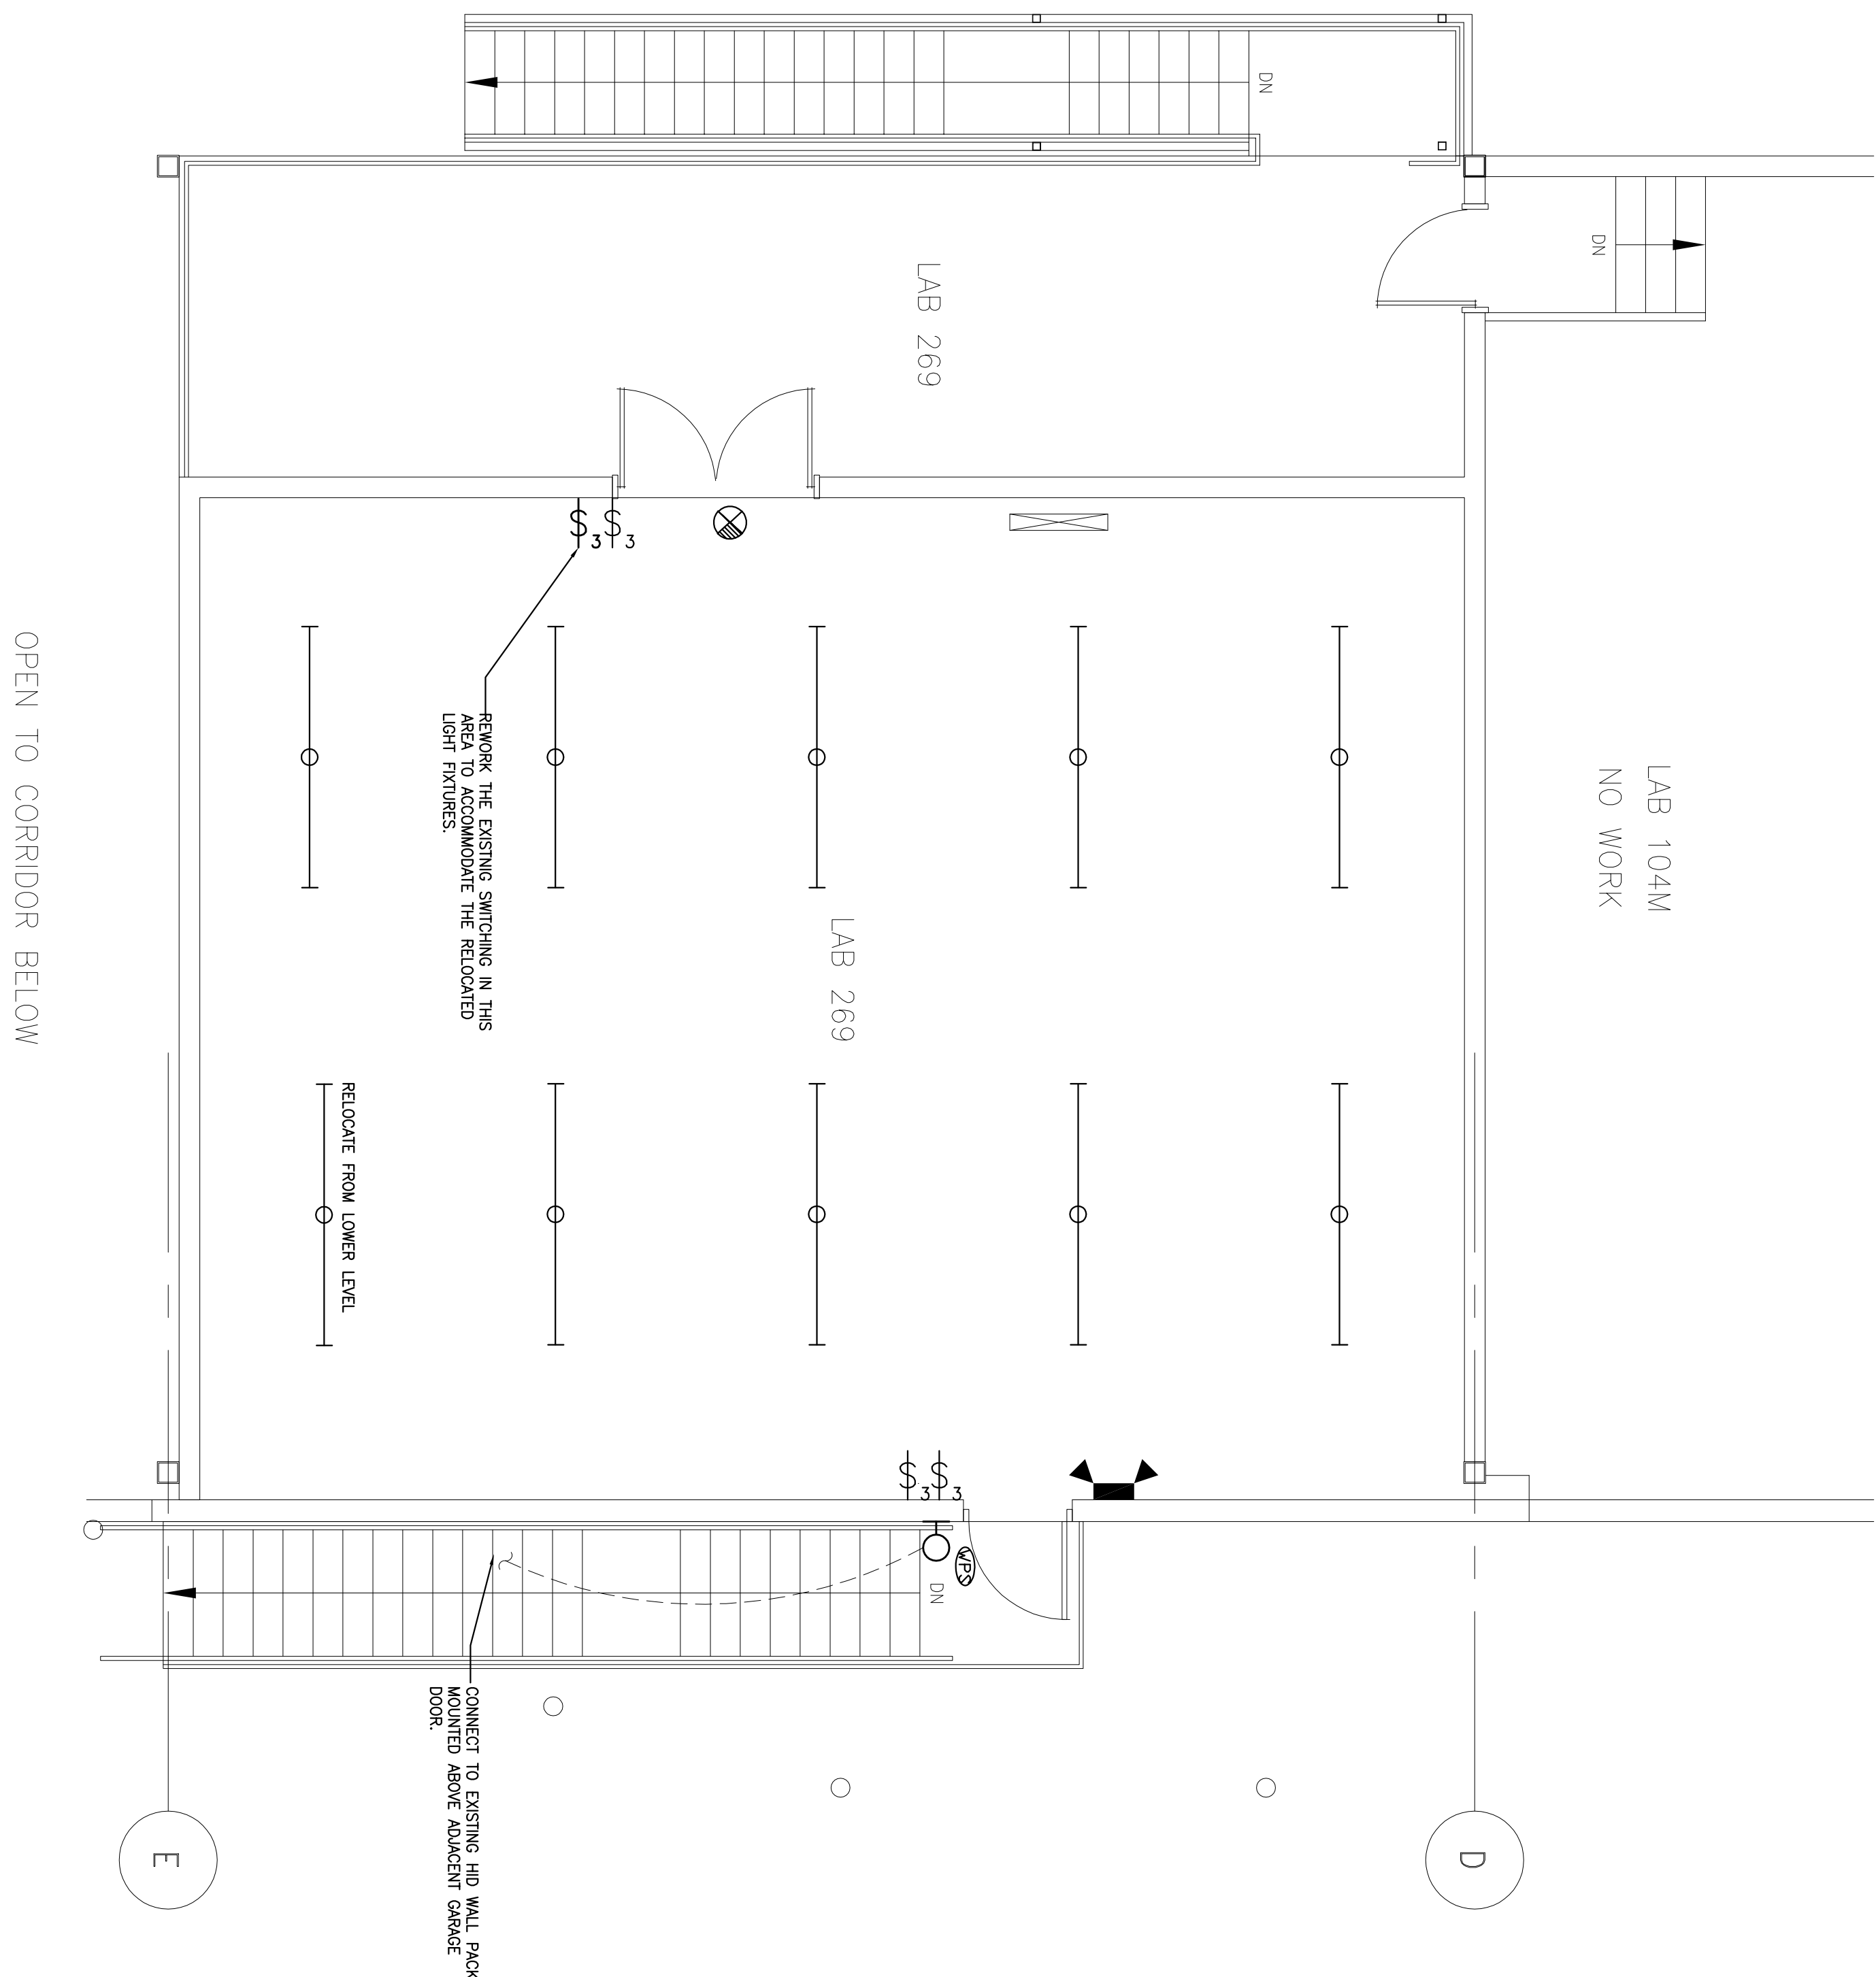 DN
DN
LAB 269
LAB 104M
NO WORK
$3 $3
REWORK THE EXISTNIG SWITCHING IN THIS
AREA TO ACCOMMODATE THE RELOCATED
LIGHT FIXTURES.
LAB 269
OPEN TO CORRIDOR BELOW
RELOCATE FROM LOWER LEVEL
$3 $3
WPS
DN
CONNECT TO EXISTING HID WALL PACK
MOUNTED ABOVE ADJACENT GARAGE
DOOR.
E
D